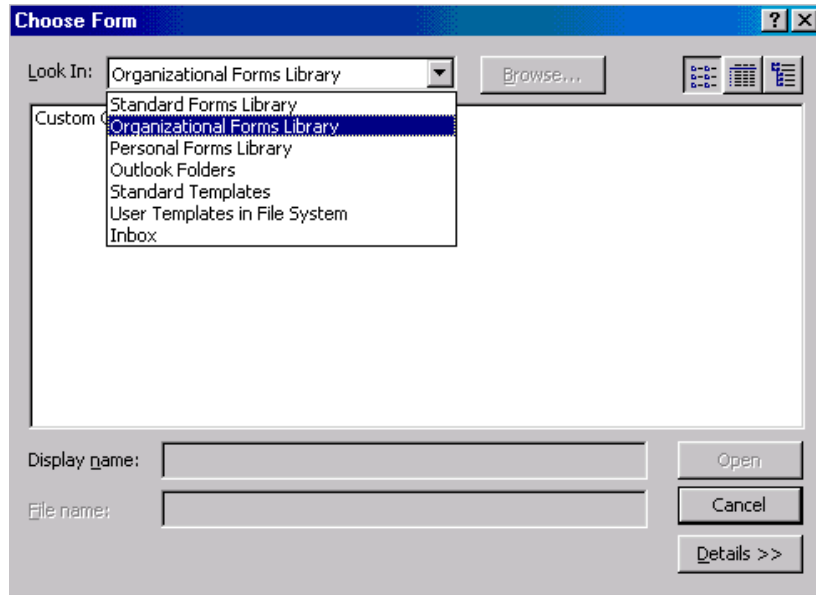 Choose Form
Look In: Organizational Forms Library Browse...
Standard Forms Library
Custom
Organizational Forms Library
Personal Forms Library
Outlook Folders
Standard Templates
User Templates in File System
Inbox
Display name: Open
File name: Cancel
Details >>